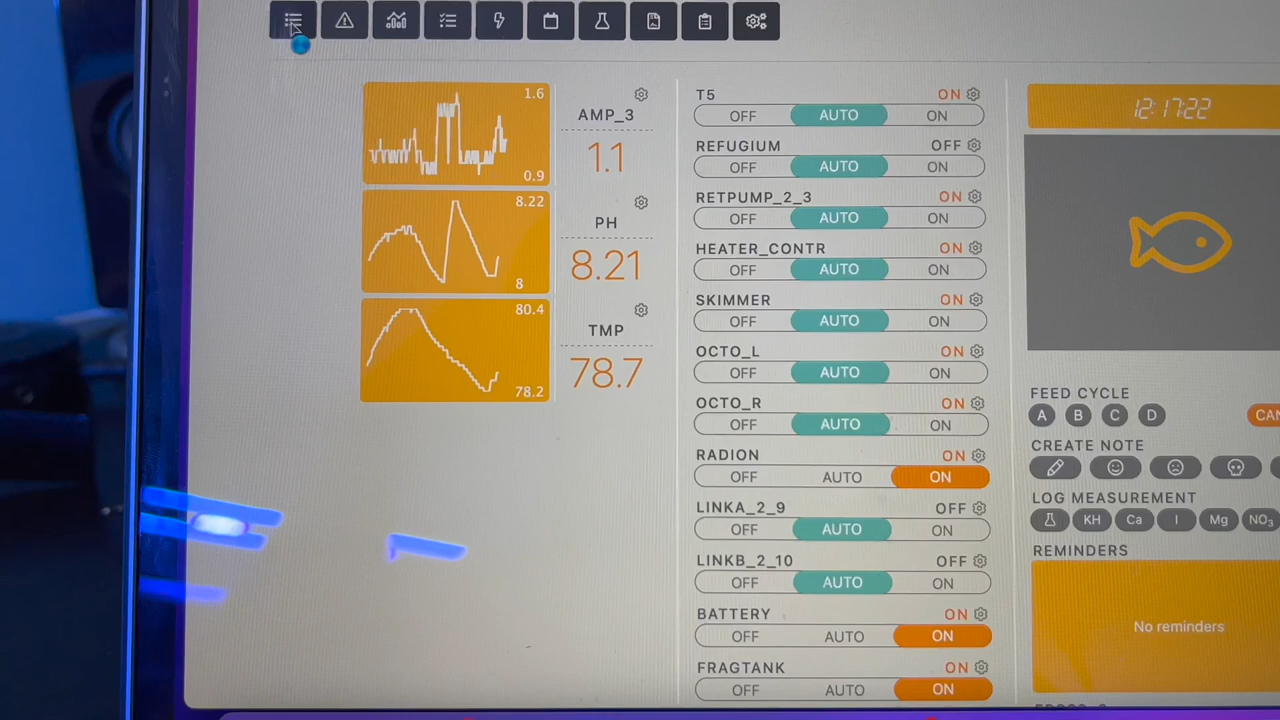 1.6
0.9
AMP_3
1.1
8.22
8
PH
8.21
80.4
78.2
TMP
78.7
T5 ON
OFF AUTO ON
REFUGIUM OFF
OFF AUTO ON
RETPUMP_2_3 ON
OFF AUTO ON
HEATER_CONTR ON
OFF AUTO ON
SKIMMER ON
OFF AUTO ON
OCTO_L ON
OFF AUTO ON
OCTO_R ON
OFF AUTO ON
RADION ON
OFF AUTO ON
LINKA_2_9 OFF
OFF AUTO ON
LINKB_2_10 OFF
OFF AUTO ON
BATTERY ON
OFF AUTO ON
FRAGTANK ON
OFF AUTO ON
12:17:22
FEED CYCLE
A B C D CAN
CREATE NOTE
LOG MEASUREMENT
KH Ca I Mg NO₃
REMINDERS
No reminders